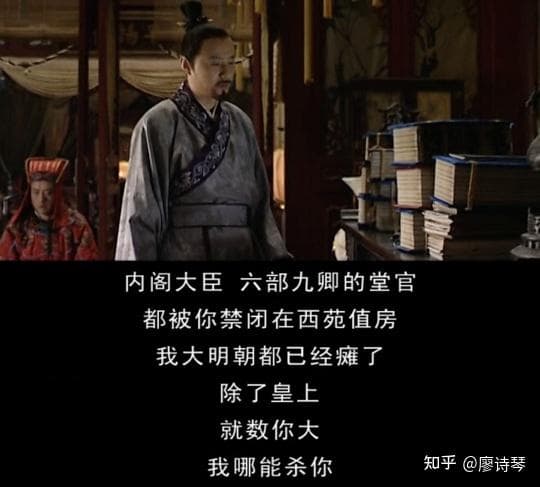 内阁大臣 六部九卿的堂官
都被你禁闭在西苑值房
我大明朝都已经瘫了
除了皇上
就数你大
我哪能杀你
知乎 @廖诗琴